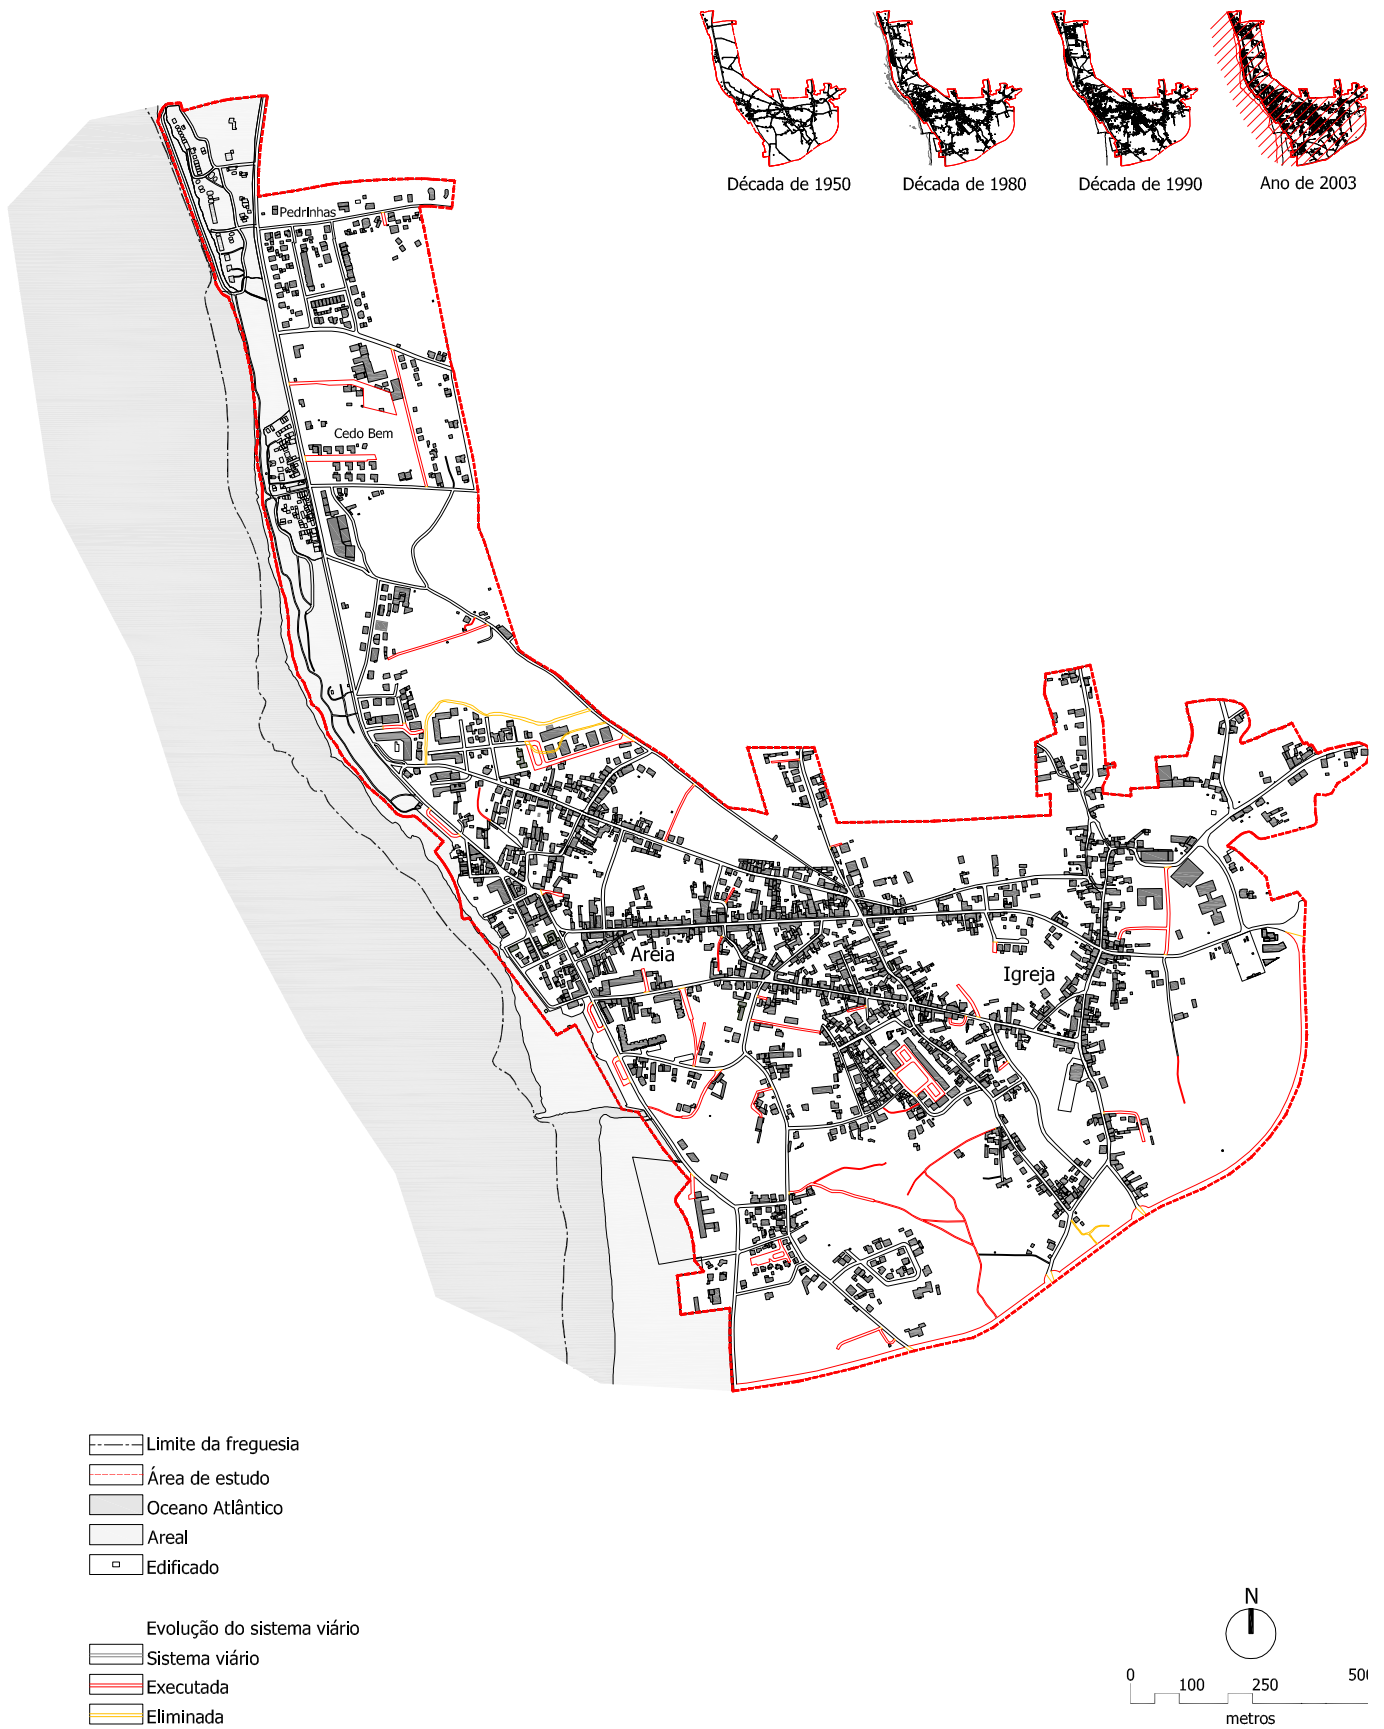 Década de 1950
Década de 1980
Década de 1990
Ano de 2003
Pedrinhas
Cedo Bem
Areia
Igreja
Limite da freguesia
Área de estudo
Oceano Atlântico
Areal
Edificado
Evolução do sistema viário
Sistema viário
Executada
Eliminada
N
0 100 250
metros